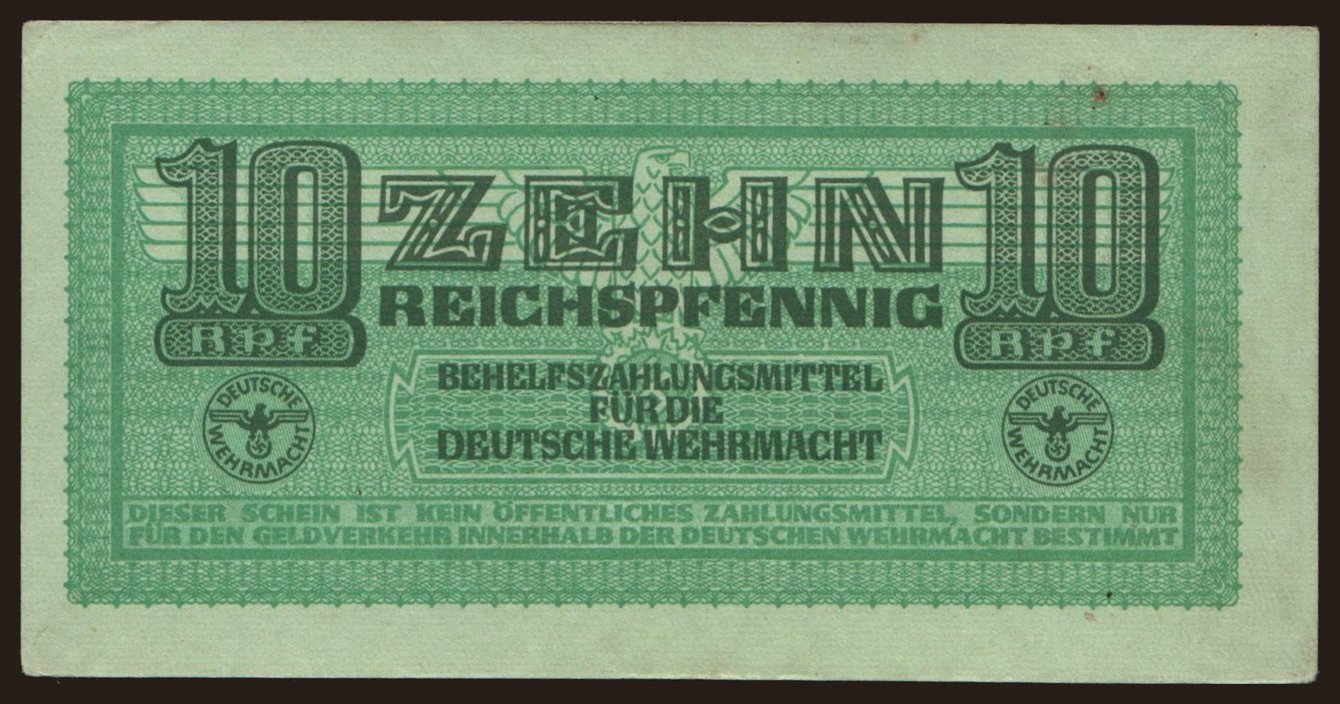 10 ZEHN 10
REICHSPFENNIG
Rpf Rpf
BEHELFSZAHLUNGSMITTEL
FÜR DIE
DEUTSCHE WEHRMACHT
DEUTSCHE WEHRMACHT DEUTSCHE WEHRMACHT
DIESER SCHEIN IST KEIN ÖFFENTLICHES ZAHLUNGSMITTEL, SONDERN NUR
FÜR DEN GELDVERKEHR INNERHALB DER DEUTSCHEN WEHRMACHT BESTIMMT